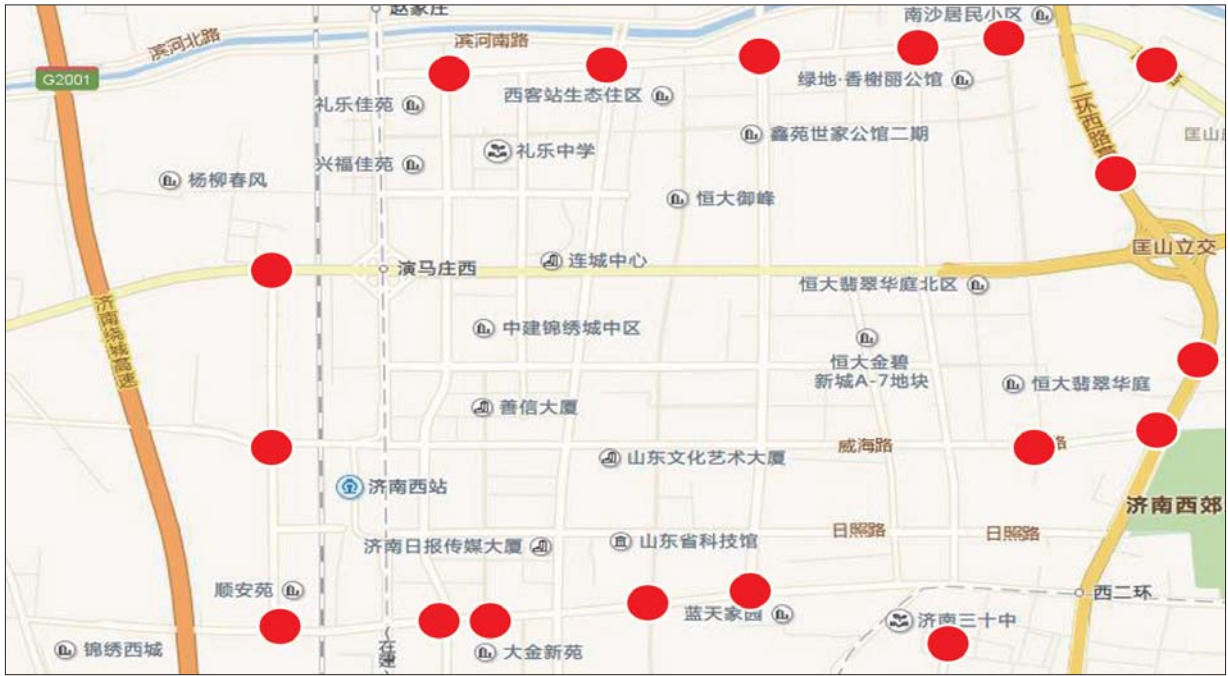 赵家庄
南沙居民小区
滨河北路
滨河南路
G2001
绿地·香榭丽公馆
西客站生态住区
礼乐佳苑
二环西路高
鑫苑世家公馆二期
匡山
礼乐中学
兴福佳苑
杨柳春风
恒大御峰
匡山立交
连城中心
演马庄西
恒大翡翠华庭北区
济南绕城高速
中建锦绣城中区
恒大金碧
新城A-7地块
恒大翡翠华庭
善信大厦
威海路
路
山东文化艺术大厦
济南西站
济南西郊
日照路
日照路
山东省科技馆
济南日报传媒大厦
顺安苑
西二环
蓝天家园
济南三十中
锦绣西城
(在建
大金新苑